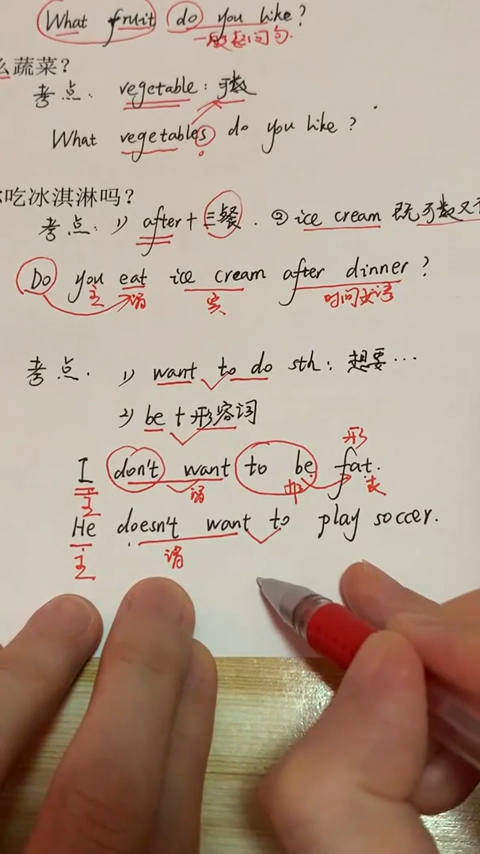 What fruit do you like?
一般疑问句.
么蔬菜?
考点: vegetable: 可数
What vegetables do you like?
吃冰淇淋吗?
考点: 1) after+三餐. ② ice cream 既可数又
Do you eat ice cream after dinner?
主 谓 宾 时间状语
考点. 1) want to do sth: 想要…
2) be + 形容词
形
I don't want to be fat.
主 谓 表
He doesn't want to play soccer.
主 谓